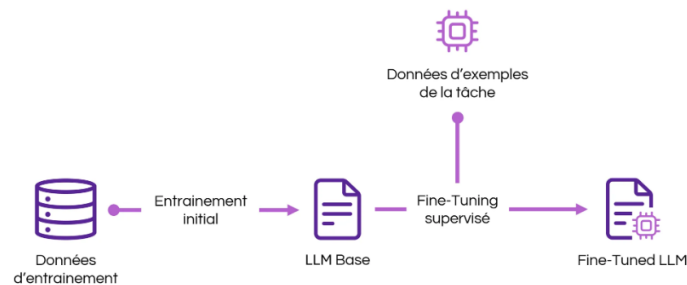 Données d'exemples
de la tâche
Entrainement
initial
Fine-Tuning
supervisé
Données
d'entrainement
LLM Base
Fine-Tuned LLM